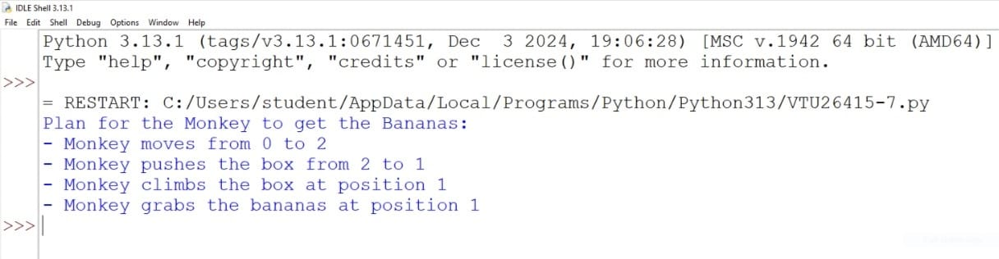 IDLE Shell 3.13.1
File Edit Shell Debug Options Window Help
Python 3.13.1 (tags/v3.13.1:0671451, Dec  3 2024, 19:06:28) [MSC v.1942 64 bit (AMD64)]
Type "help", "copyright", "credits" or "license()" for more information.
>>>
= RESTART: C:/Users/student/AppData/Local/Programs/Python/Python313/VTU26415-7.py
Plan for the Monkey to get the Bananas:
- Monkey moves from 0 to 2
- Monkey pushes the box from 2 to 1
- Monkey climbs the box at position 1
- Monkey grabs the bananas at position 1
>>>